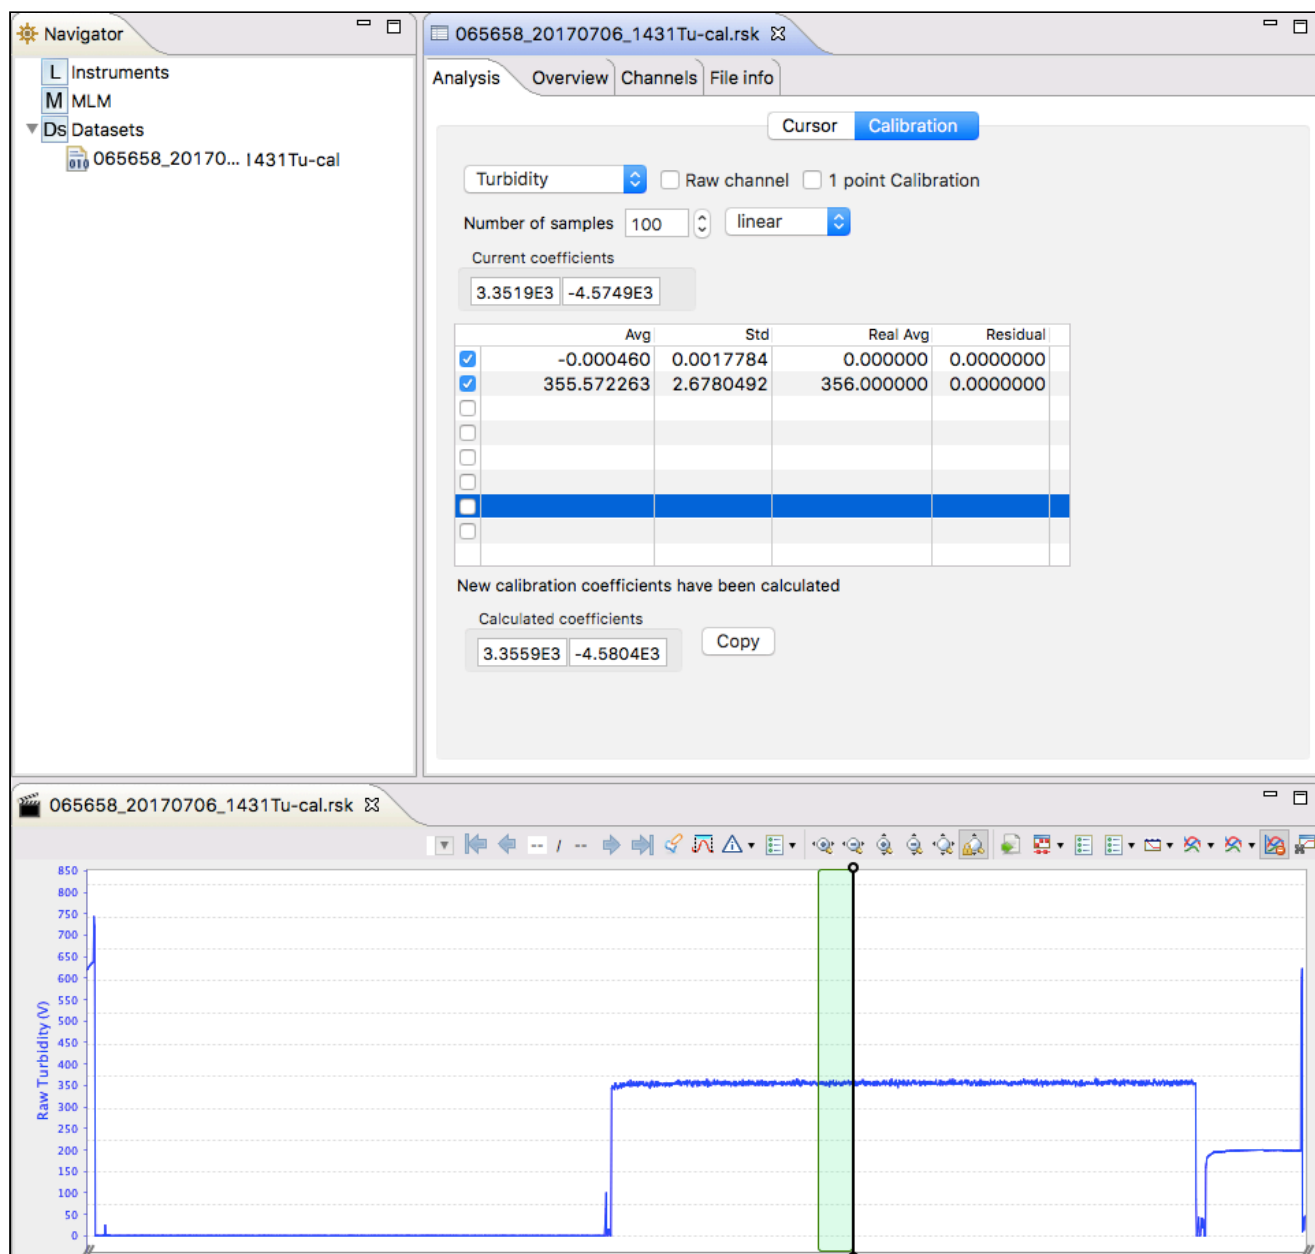 Navigator
L Instruments
M MLM
Ds Datasets
010 065658_20170... 1431Tu-cal
065658_20170706_1431Tu-cal.rsk
Analysis Overview Channels File info
Cursor Calibration
Turbidity Raw channel 1 point Calibration
Number of samples 100 linear
Current coefficients
3.3519E3 -4.5749E3
Avg Std Real Avg Residual
-0.000460 0.0017784 0.000000 0.0000000
355.572263 2.6780492 356.000000 0.0000000
New calibration coefficients have been calculated
Calculated coefficients
3.3559E3 -4.5804E3 Copy
065658_20170706_1431Tu-cal.rsk
-- / --
Raw Turbidity (V)
850
800
750
700
650
600
550
500
450
400
350
300
250
200
150
100
50
0